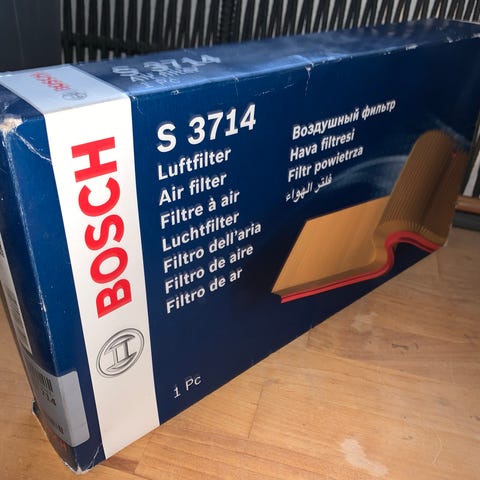 BOSCH
S 3714
Air filter
BOSCH
S 3714
Luftfilter
Air filter
Filtre à air
Luchtfilter
Filtro dell'aria
Filtro de aire
Filtro de ar
Воздушный фильтр
Hava filtresi
Filtr powietrza
فلتر الهواء
1 Pc